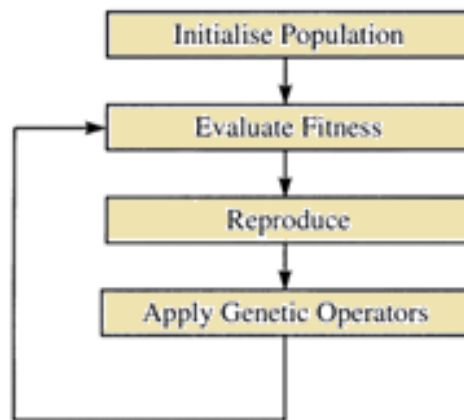 Initialise Population
Evaluate Fitness
Reproduce
Apply Genetic Operators